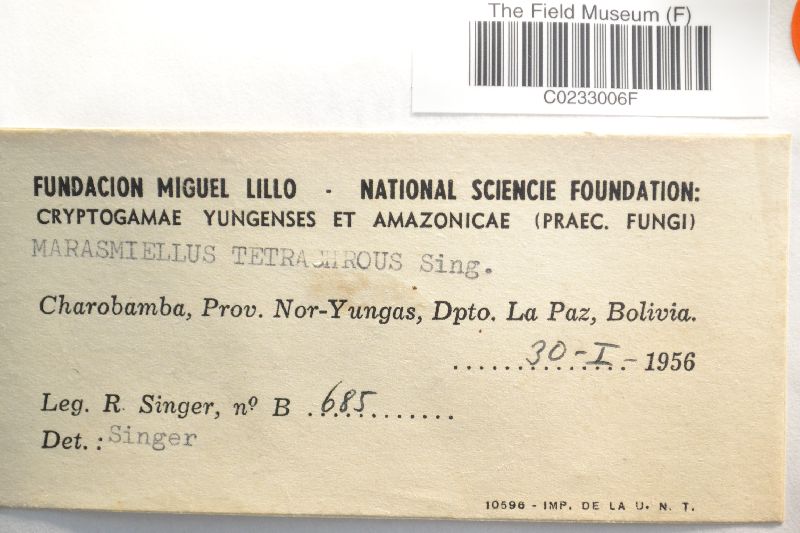 The Field Museum (F)
C0233006F
FUNDACION MIGUEL LILLO - NATIONAL SCIENCIE FOUNDATION:
CRYPTOGAMAE YUNGENSES ET AMAZONICAE (PRAEC. FUNGI)
MARASMIELLUS TETRACHROUS Sing.
Charobamba, Prov. Nor-Yungas, Dpto. La Paz, Bolivia.
30-I-1956
Leg. R. Singer, nº B 685
Det.: Singer
10596 - IMP. DE LA U. N. T.